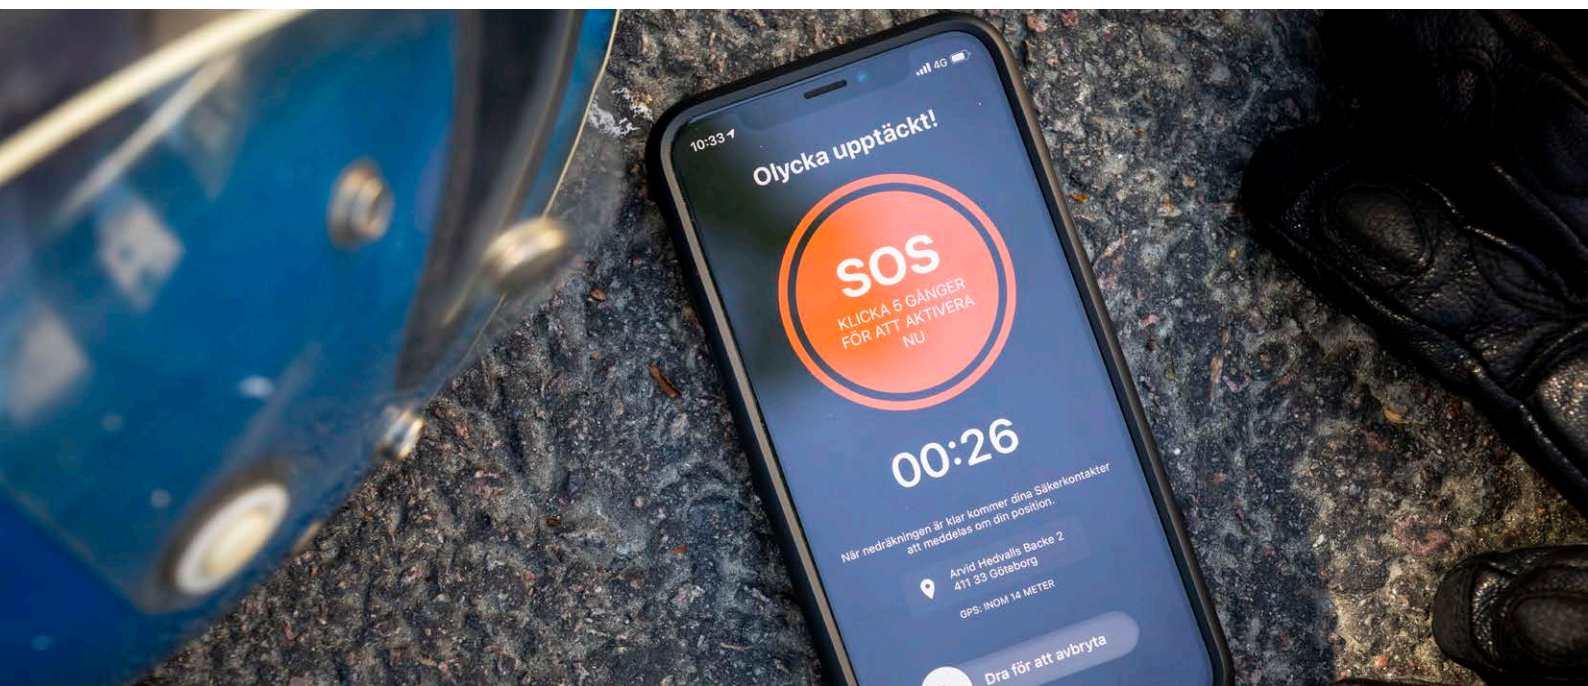 10:33
4G
Olycka upptäckt!
SOS
KLICKA 5 GÅNGER
FÖR ATT AKTIVERA
NU
00:26
När nedräkningen är klar kommer dina Säkerkontakter
att meddelas om din position.
Arvid Hedvalls Backe 2
411 33 Göteborg
GPS: INOM 14 METER
Dra för att avbryta